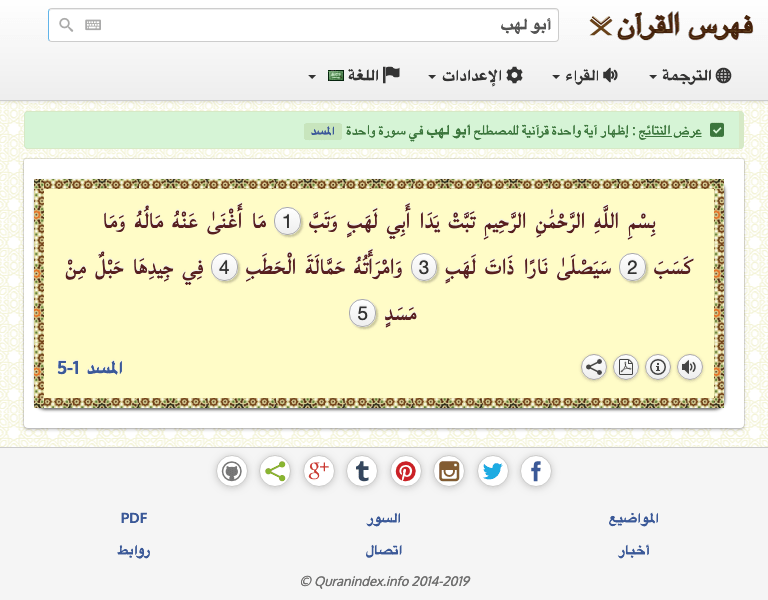 فهرس القرآن
أبو لهب
الترجمة القراء الإعدادات اللغة
عرض النتائج : إظهار آية واحدة قرآنية للمصطلح أبو لهب في سورة واحدة المسد
بِسْمِ اللَّهِ الرَّحْمَٰنِ الرَّحِيمِ تَبَّتْ يَدَا أَبِي لَهَبٍ وَتَبَّ 1 مَا أَغْنَىٰ عَنْهُ مَالُهُ وَمَا
كَسَبَ 2 سَيَصْلَىٰ نَارًا ذَاتَ لَهَبٍ 3 وَامْرَأَتُهُ حَمَّالَةَ الْحَطَبِ 4 فِي جِيدِهَا حَبْلٌ مِنْ
مَسَدٍ 5
المسد 1-5
المواضيع السور PDF
أخبار اتصال روابط
© Quranindex.info 2014-2019